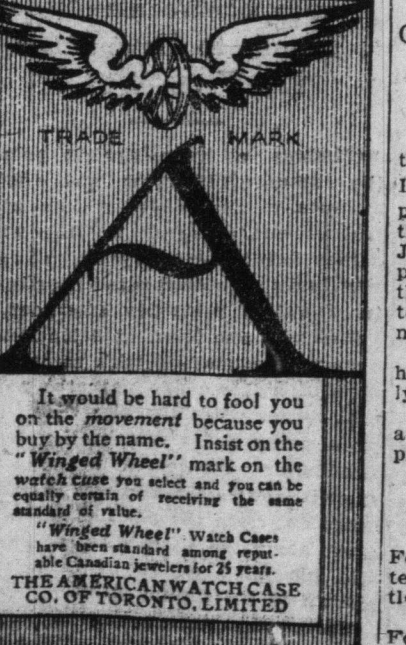 TRADE MARK
A
It would be hard to fool you
on the movement because you
buy by the name. Insist on the
"Winged Wheel" mark on the
watch case you select and you can be
equally certain of receiving the same
standard of value.
"Winged Wheel" Watch Cases
have been standard among reput-
able Canadian jewelers for 25 years.
THE AMERICAN WATCH CASE
CO. OF TORONTO, LIMITED